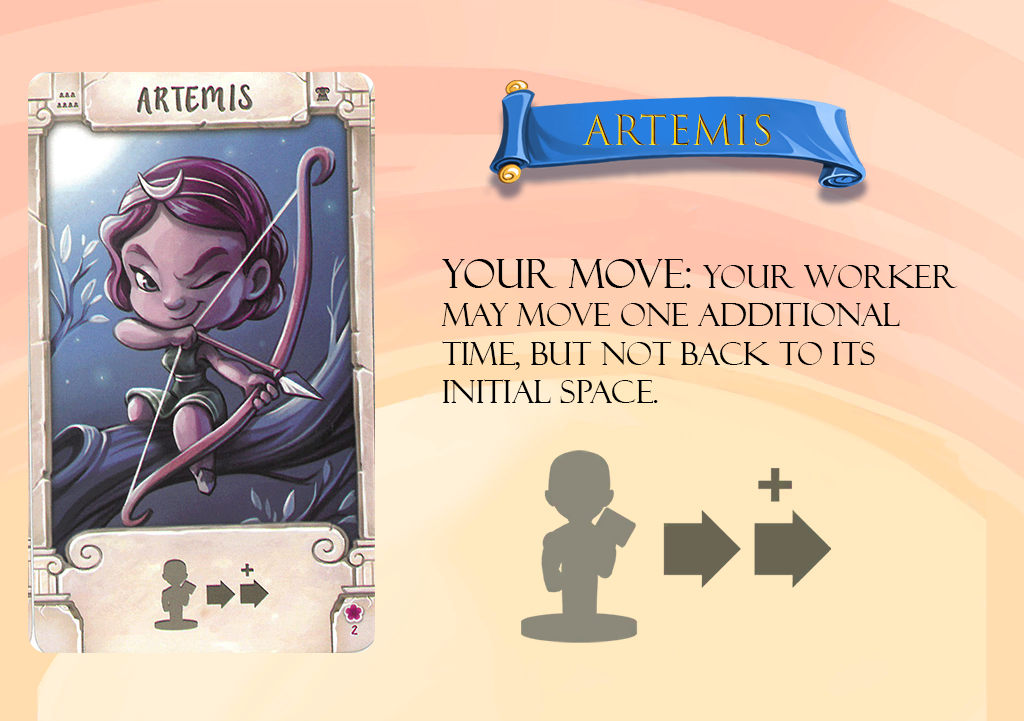 ARTEMIS
2
ARTEMIS
YOUR MOVE: YOUR WORKER
MAY MOVE ONE ADDITIONAL
TIME, BUT NOT BACK TO ITS
INITIAL SPACE.